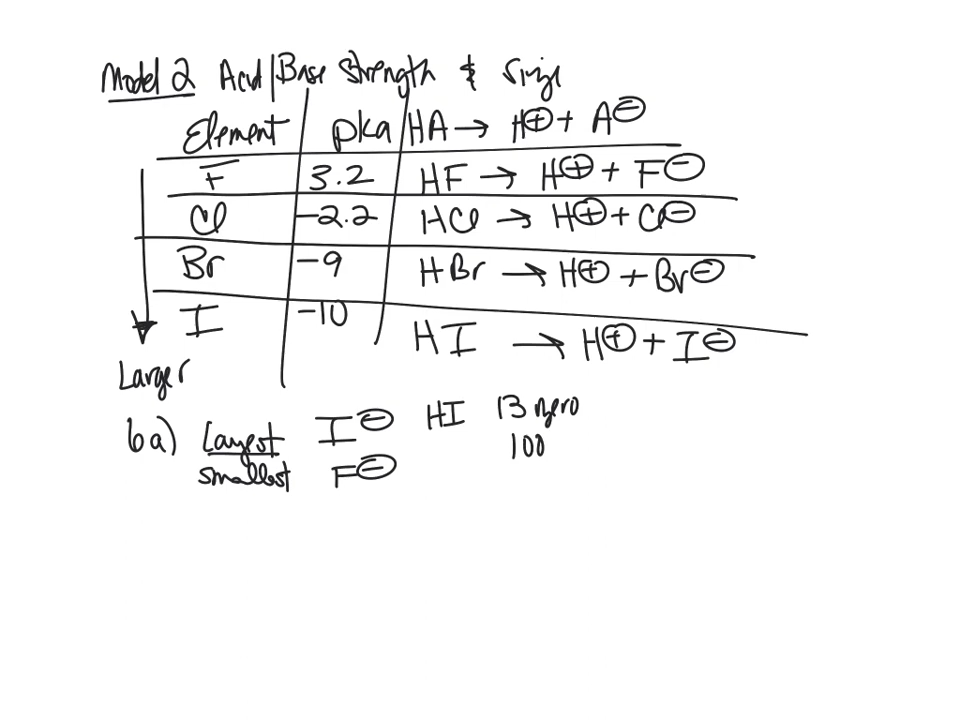 Model 2 Acid/Base Strength & Size
Element pka HA → H⊕ + A⊖
F 3.2 HF → H⊕ + F⊖
Cl -2.2 HCl → H⊕ + Cl⊖
Br -9 HBr → H⊕ + Br⊖
I -10 HI → H⊕ + I⊖
Larger
6a) Largest I⊖ HI 13 zero
smallest F⊖ 100